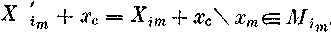 X′ᵢₘ + x_c = X_{im} + x_c \ x_m ⋹ M_{im}.